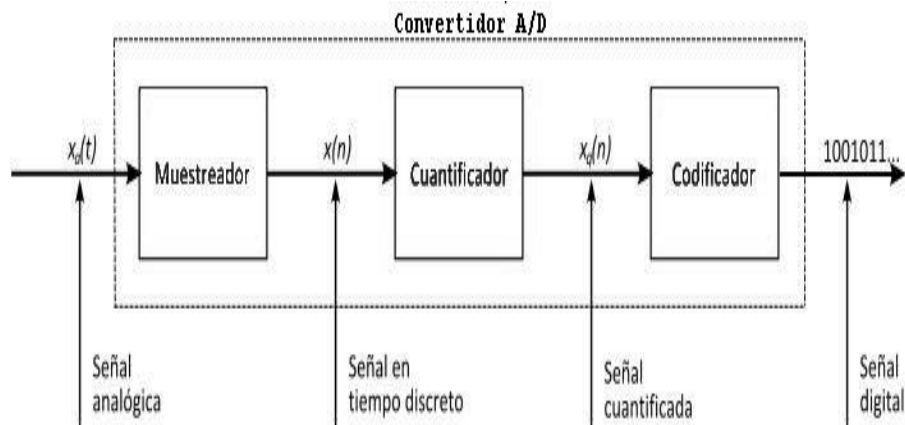 Convertidor A/D
xa(t)
Muestreador
x(n)
Cuantificador
xq(n)
Codificador
1001011...
Señal
analógica
Señal en
tiempo discreto
Señal
cuantificada
Señal
digital